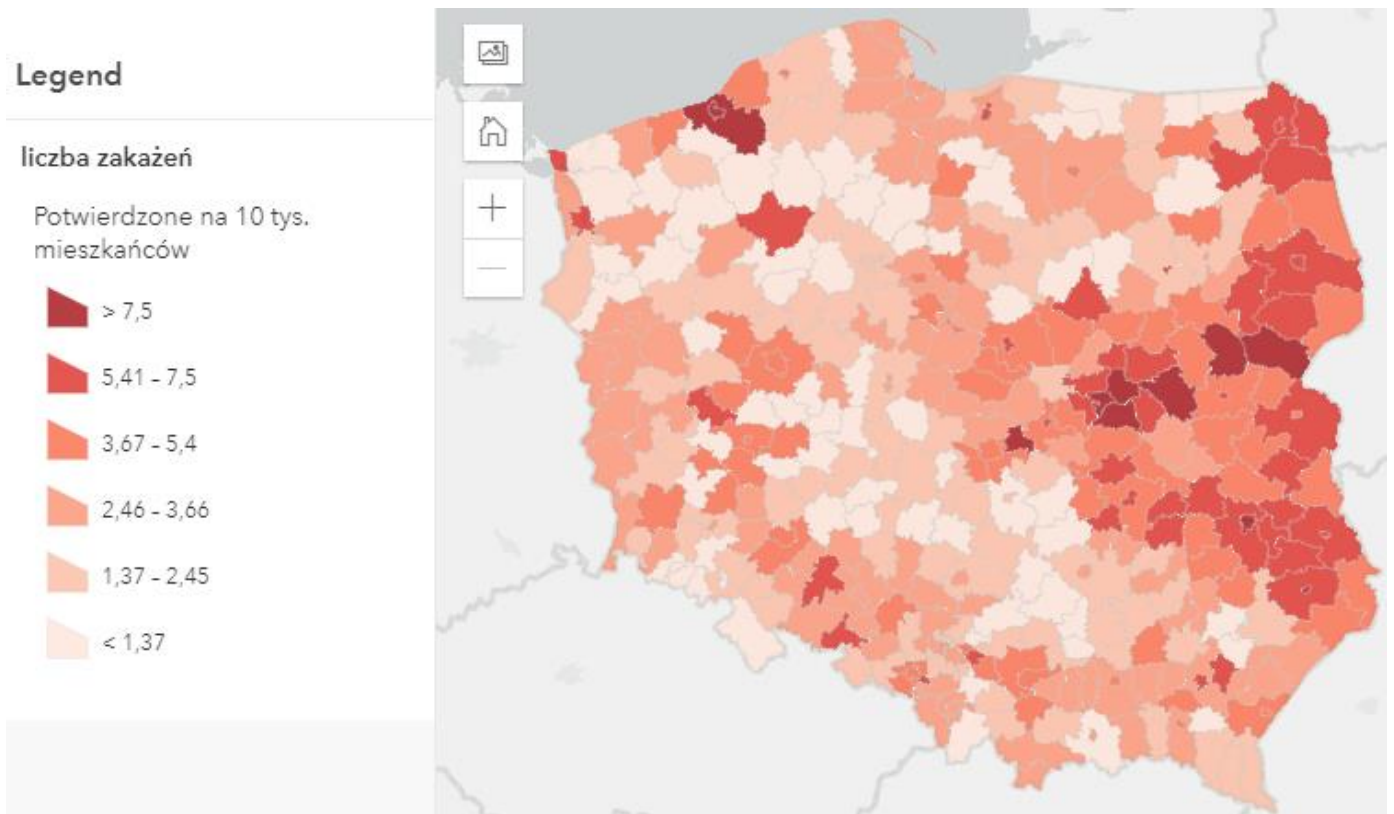 Legend
liczba zakażeń
Potwierdzone na 10 tys.
mieszkańców
> 7,5
5,41 - 7,5
3,67 - 5,4
2,46 - 3,66
1,37 - 2,45
< 1,37